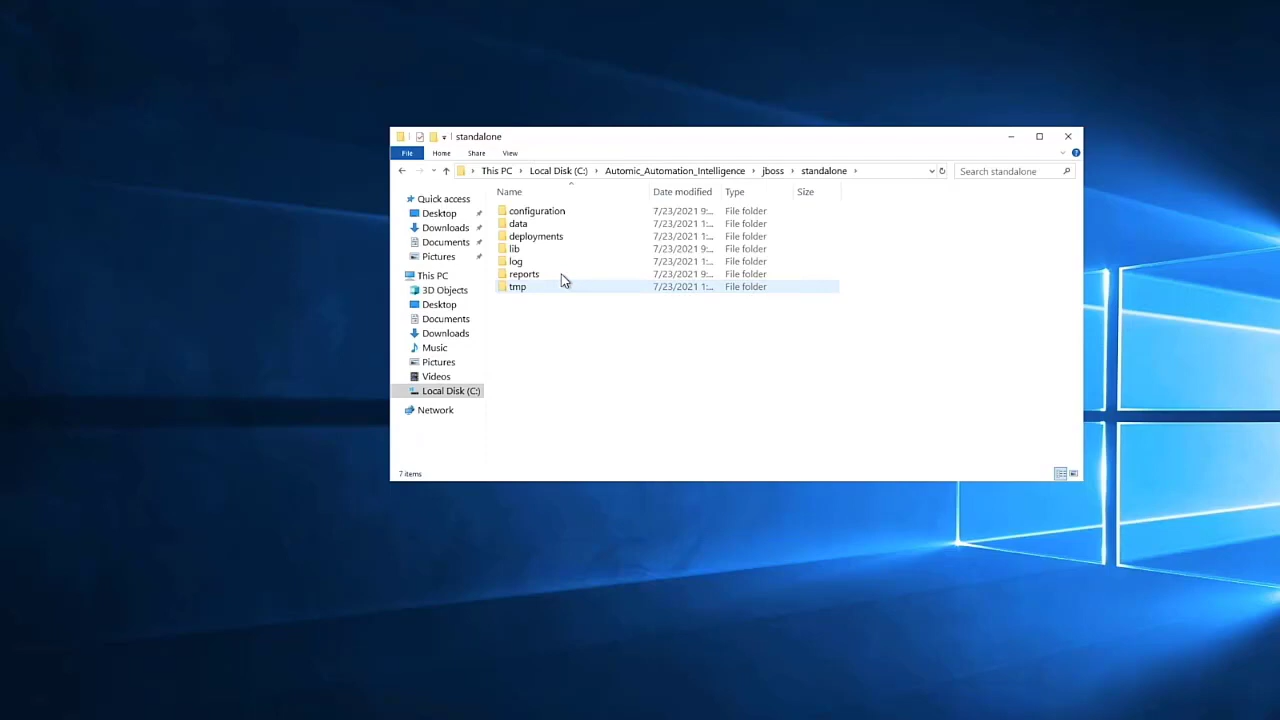 standalone
File Home Share View
This PC Local Disk (C:) Automic_Automation_Intelligence jboss standalone Search standalone
Name Date modified Type Size
Quick access
Desktop
Downloads
Documents
Pictures
This PC
3D Objects
Desktop
Documents
Downloads
Music
Pictures
Videos
Local Disk (C:)
Network
configuration 7/23/2021 9:... File folder
data 7/23/2021 1:... File folder
deployments 7/23/2021 1:... File folder
lib 7/23/2021 9:... File folder
log 7/23/2021 1:... File folder
reports 7/23/2021 9:... File folder
tmp 7/23/2021 1:... File folder
7 items